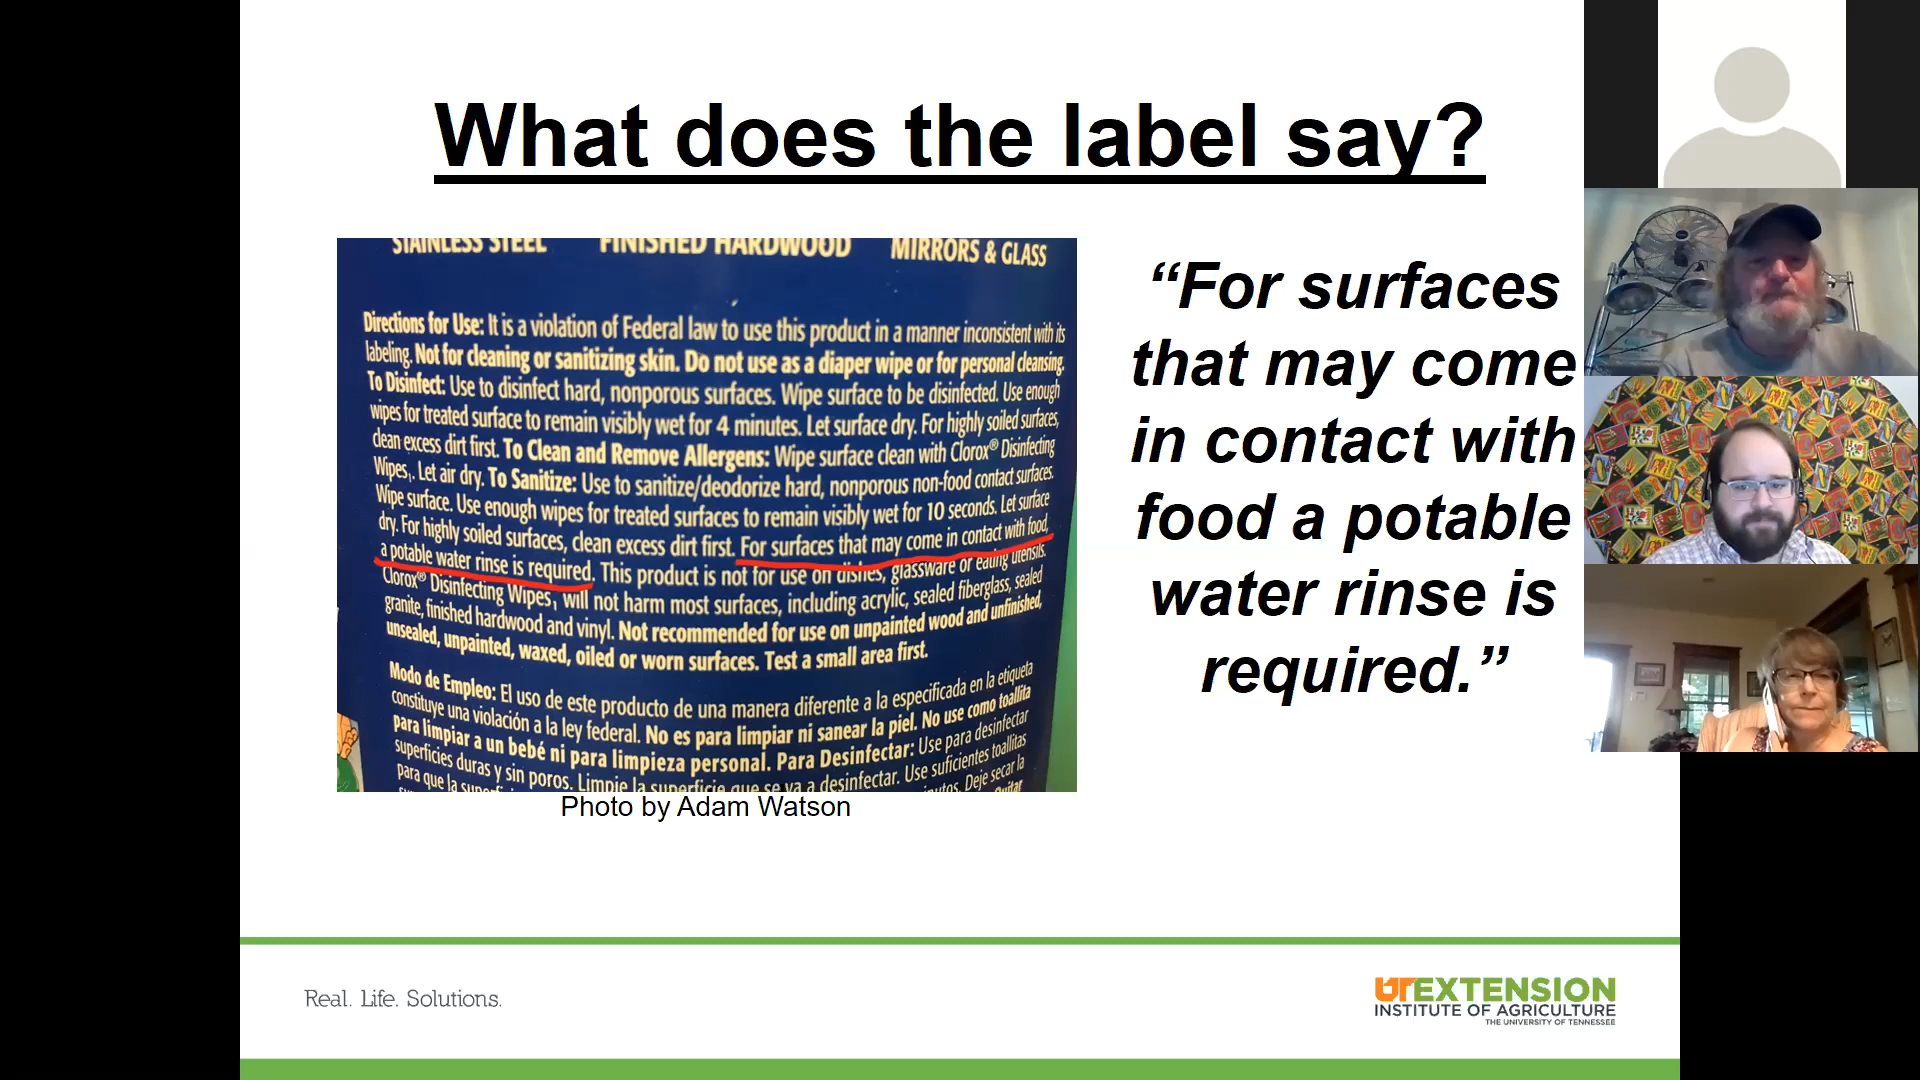 What does the label say?
STAINLESS STEEL FINISHED HARDWOOD MIRRORS & GLASS
Directions for Use: It is a violation of Federal law to use this product in a manner inconsistent with its
labeling. Not for cleaning or sanitizing skin. Do not use as a diaper wipe or for personal cleansing.
To Disinfect: Use to disinfect hard, nonporous surfaces. Wipe surface to be disinfected. Use enough
wipes for treated surface to remain visibly wet for 4 minutes. Let surface dry. For highly soiled surfaces,
clean excess dirt first. To Clean and Remove Allergens: Wipe surface clean with Clorox® Disinfecting
Wipes₁. Let air dry. To Sanitize: Use to sanitize/deodorize hard, nonporous non-food contact surfaces.
Wipe surface. Use enough wipes for treated surfaces to remain visibly wet for 10 seconds. Let surface
dry. For highly soiled surfaces, clean excess dirt first. For surfaces that may come in contact with food,
a potable water rinse is required. This product is not for use on dishes, glassware or eating utensils.
Clorox® Disinfecting Wipes₁ will not harm most surfaces, including acrylic, sealed fiberglass, sealed
granite, finished hardwood and vinyl. Not recommended for use on unpainted wood and unfinished,
unsealed, unpainted, waxed, oiled or worn surfaces. Test a small area first.
Modo de Empleo: El uso de este producto de una manera diferente a la especificada en la etiqueta
constituye una violación a la ley federal. No es para limpiar ni sanear la piel. No use como toallita
para limpiar a un bebé ni para limpieza personal. Para Desinfectar: Use para desinfectar
superficies duras y sin poros. Limpie la superficie que se va a desinfectar. Use suficientes toallitas
para que la Deje secar la
Photo by Adam Watson
“For surfaces
that may come
in contact with
food a potable
water rinse is
required.”
Real. Life. Solutions.
UT EXTENSION
INSTITUTE OF AGRICULTURE
THE UNIVERSITY OF TENNESSEE